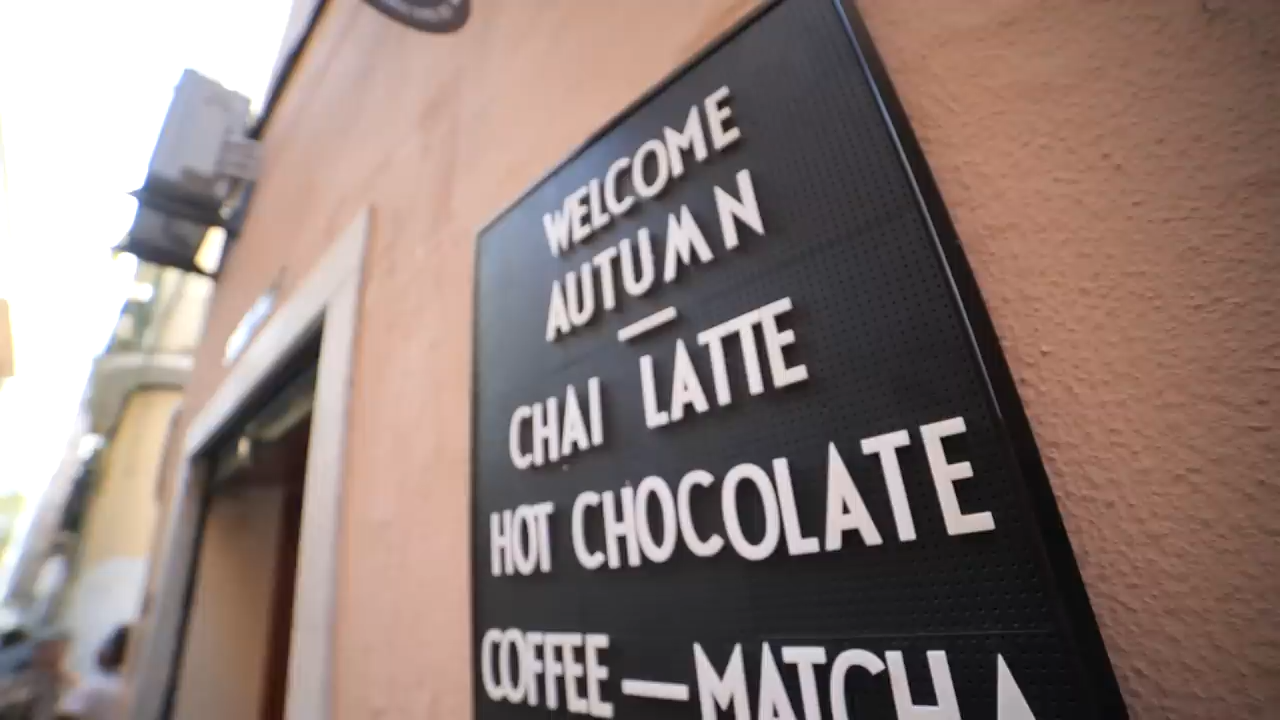 WELCOME
AUTUMN
—
CHAI LATTE
HOT CHOCOLATE
COFFEE — MATCHA